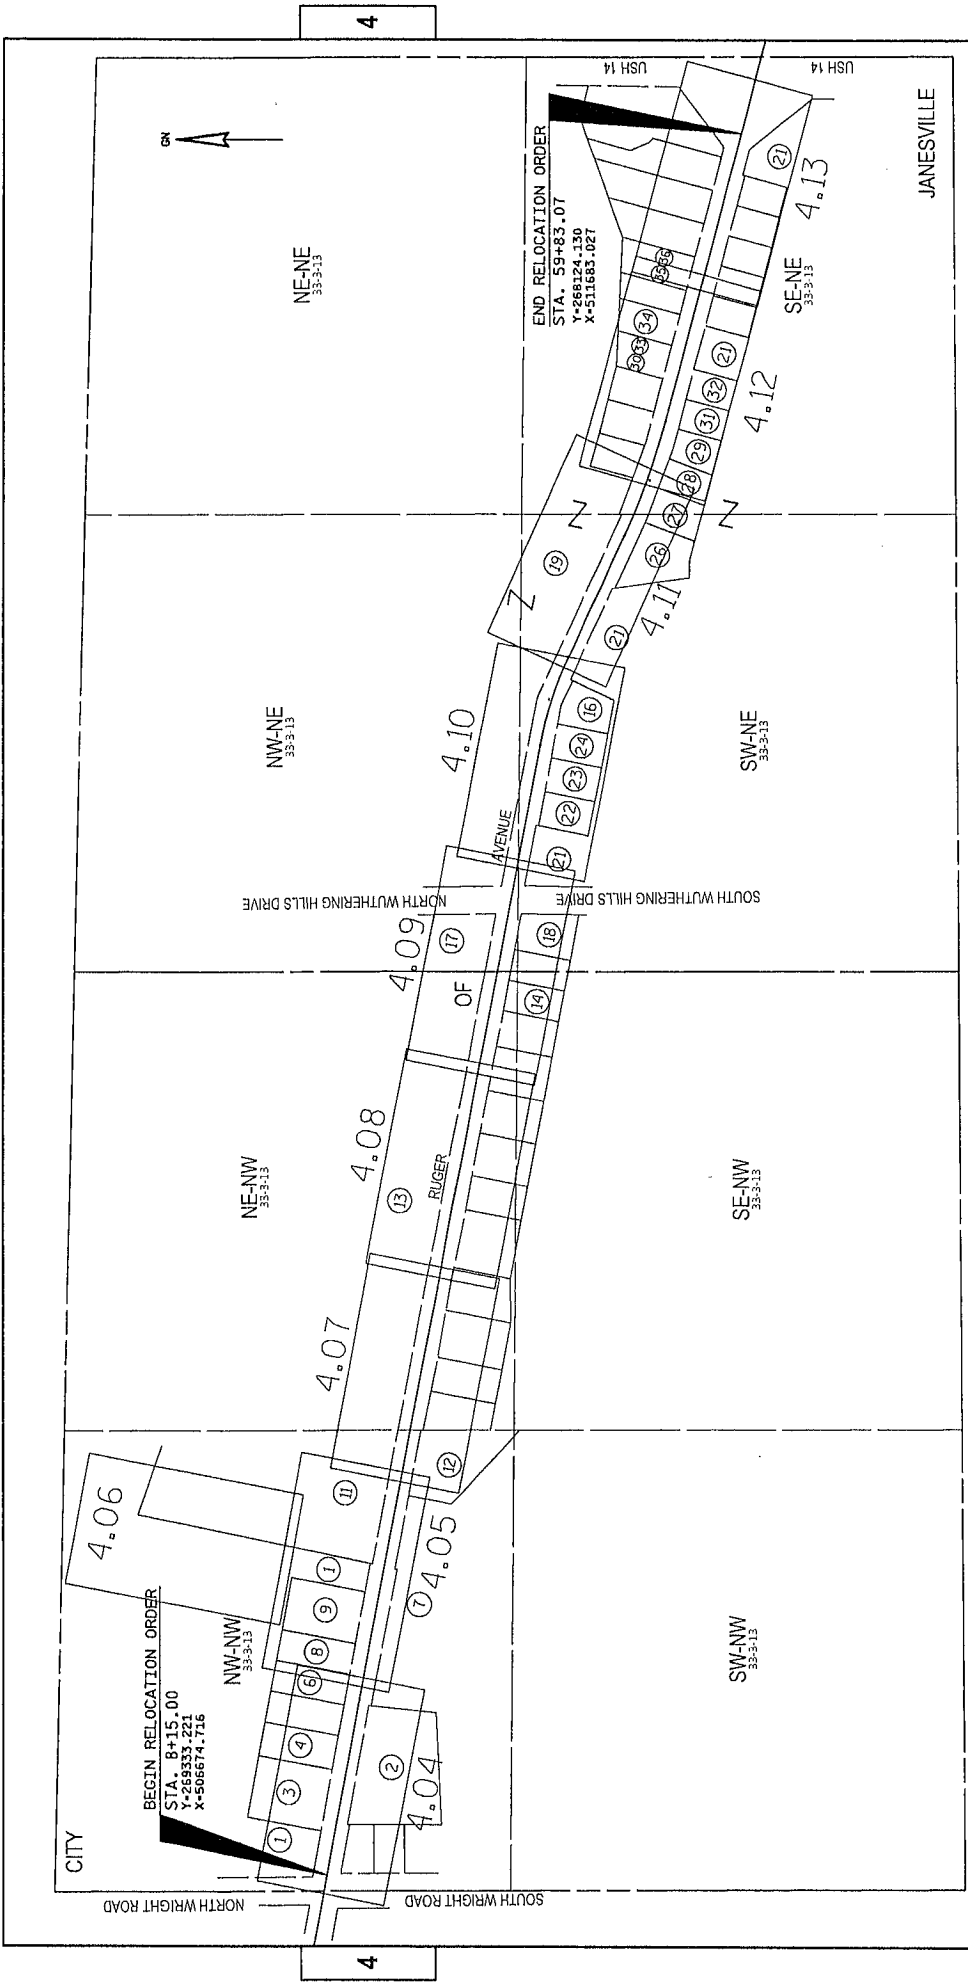 4
CITY
BEGIN RELOCATION ORDER
STA. 8+15.00
Y=269333.221
X=506674.716
NORTH WRIGHT ROAD
SOUTH WRIGHT ROAD
NW-NW
33-3-13
NE-NW
33-3-13
NW-NE
33-3-13
NE-NE
33-3-13
GN
4.06
4.07
4.08
4.09
4.10
4.04
4.05
1
3
4
6
8
9
1
11
2
7
12
13
RUGER
OF
AVENUE
17
14
18
NORTH WUTHERING HILLS DRIVE
SOUTH WUTHERING HILLS DRIVE
21
22
23
24
16
19
Z
Z
Z
21
4.11
26
27
28
29
31
32
21
4.12
30
33
34
35
36
21
4.13
END RELOCATION ORDER
STA. 59+83.07
Y=268124.130
X=511683.027
USH 14
USH 14
SW-NW
33-3-13
SE-NW
33-3-13
SW-NE
33-3-13
SE-NE
33-3-13
JANESVILLE
4